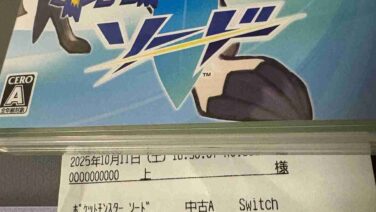 ソード
TM
CERO
A
全年齢対象
2025年10月11日(土)
0000000000 上 様
ﾎﾟｹｯﾄﾓﾝｽﾀｰ ｿｰﾄﾞ 中古A Switch